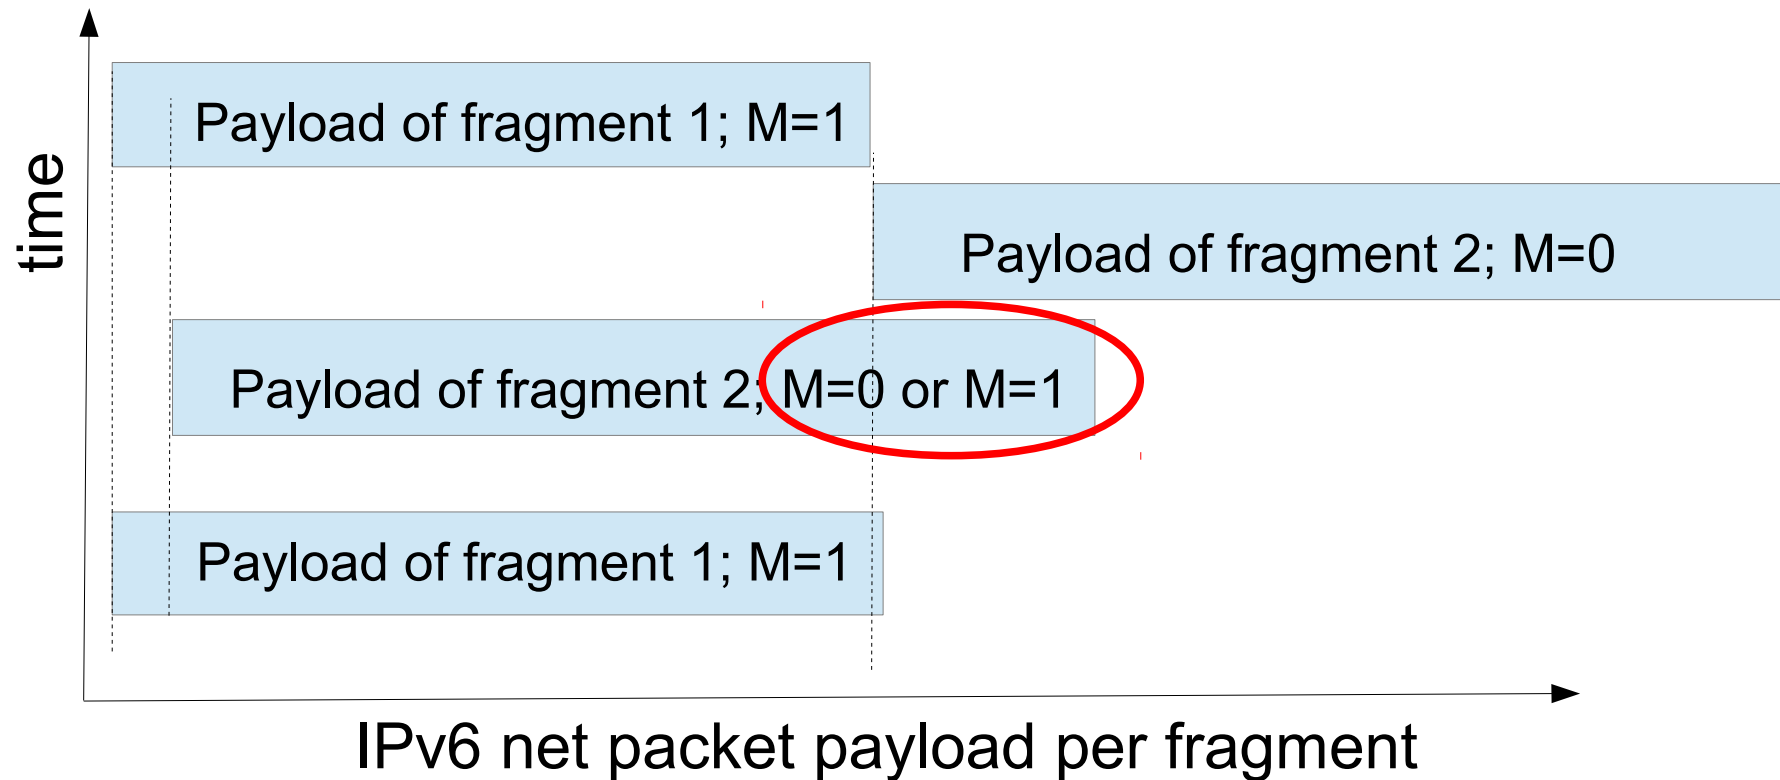 time
Payload of fragment 1; M=1
Payload of fragment 2; M=0
Payload of fragment 2; M=0 or M=1
Payload of fragment 1; M=1
IPv6 net packet payload per fragment